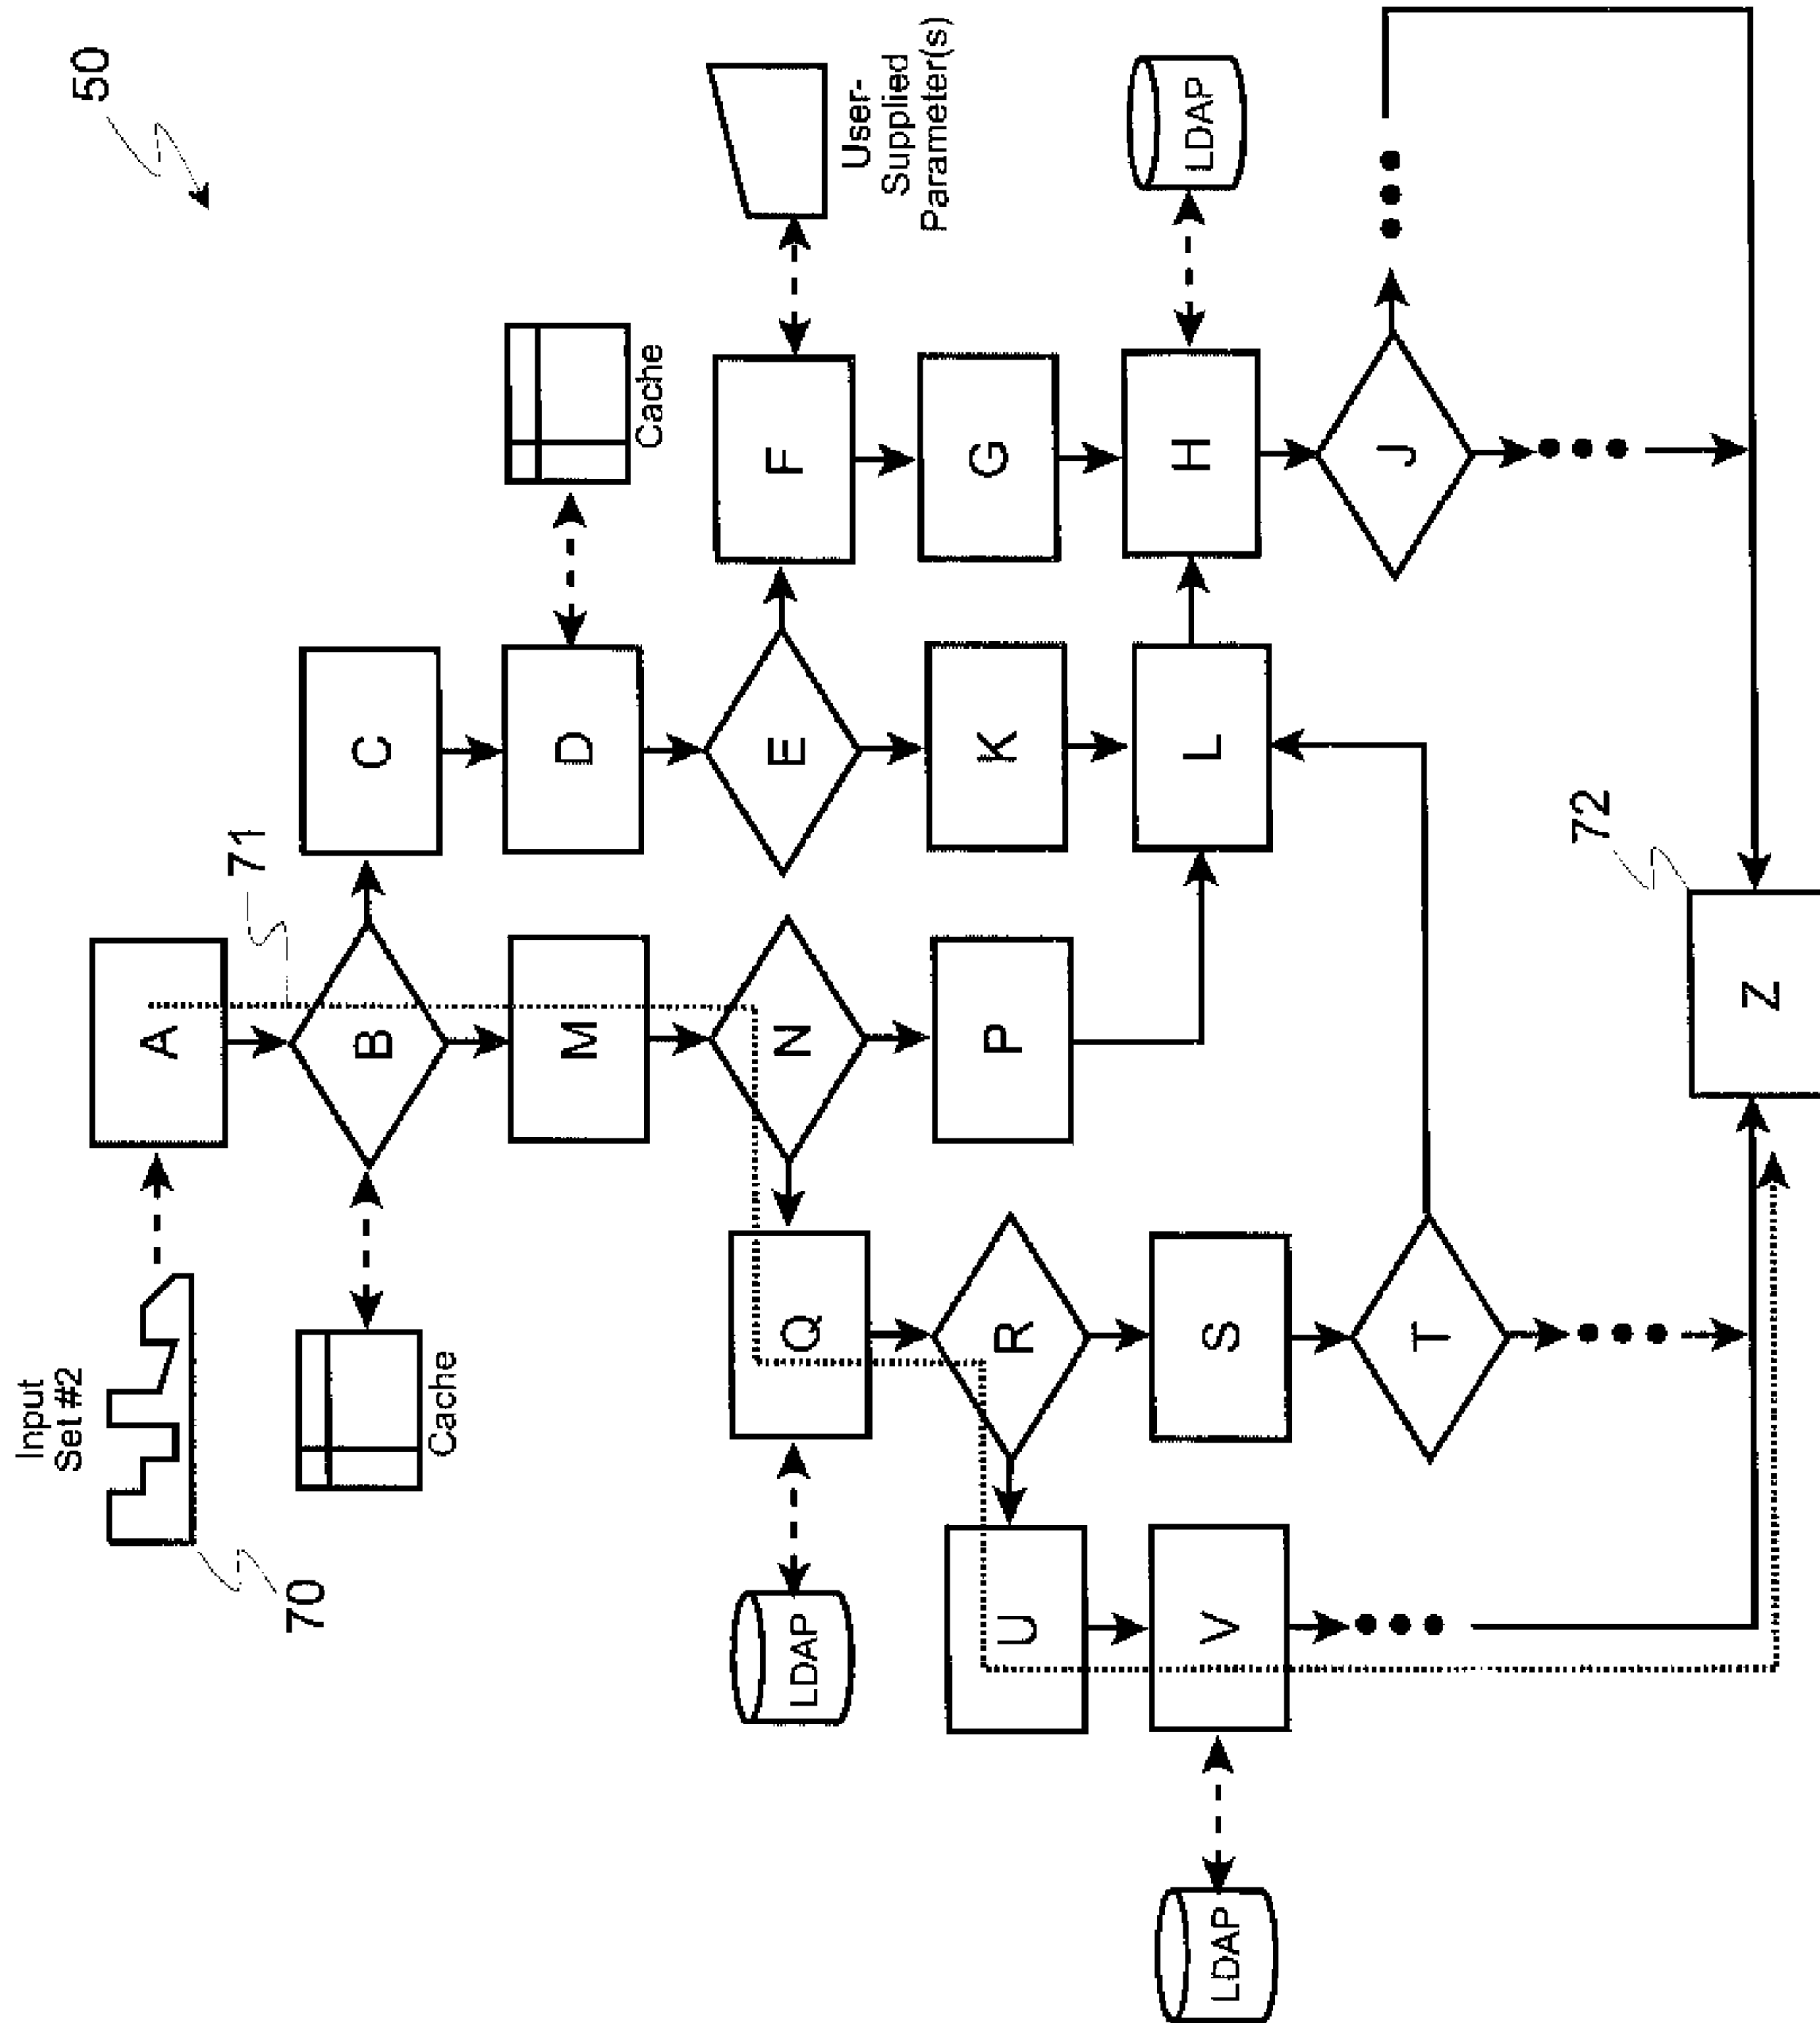 50
Input
Set #2
70
A
71
B
Cache
C
M
D
Cache
N
E
F
User-
Supplied
Parameter(s)
Q
LDAP
P
K
G
R
U
S
L
H
LDAP
V
LDAP
T
J
72
Z